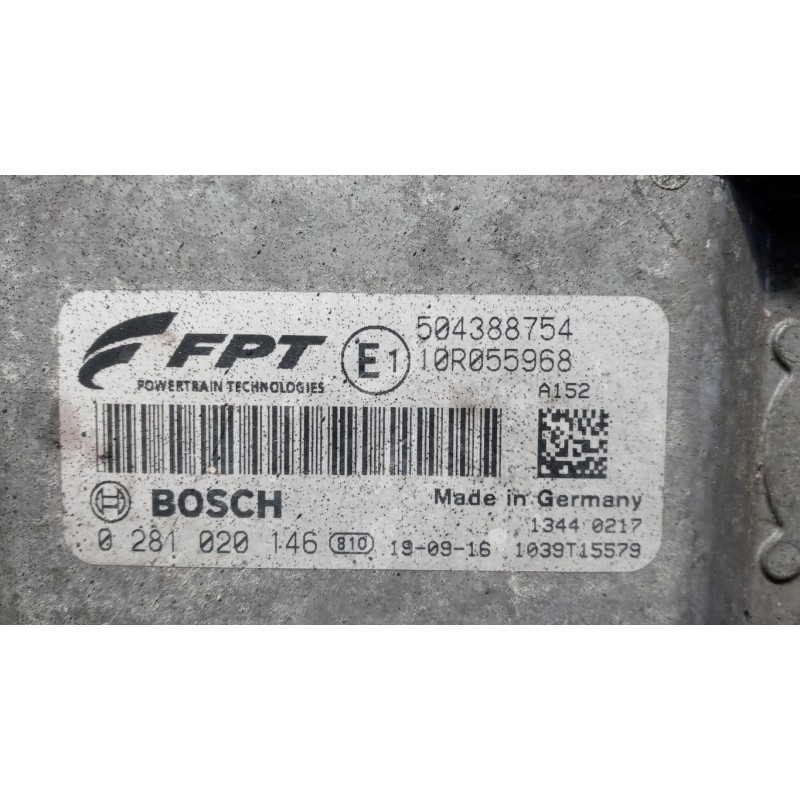 FPT
POWERTRAIN TECHNOLOGIES
E1
504388754
10R055968
A152
BOSCH
Made in Germany
1344 0217
0 281 020 146 810 19-09-16 1039T15579